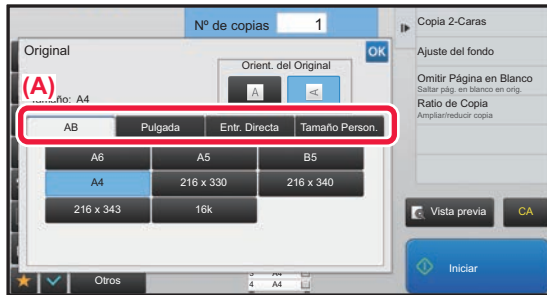 Nº de copias 1
Original
OK
Orient. del Original
A
A
(A)
Tamaño: A4
AB Pulgada Entr. Directa Tamaño Person.
A6 A5 B5
A4 216 x 330 216 x 340
216 x 343 16k
Otros
A4
4 A4
Copia 2-Caras
Ajuste del fondo
Omitir Página en Blanco
Saltar pág. en blanco en orig.
Ratio de Copia
Ampliar/reducir copia
Vista previa CA
Iniciar